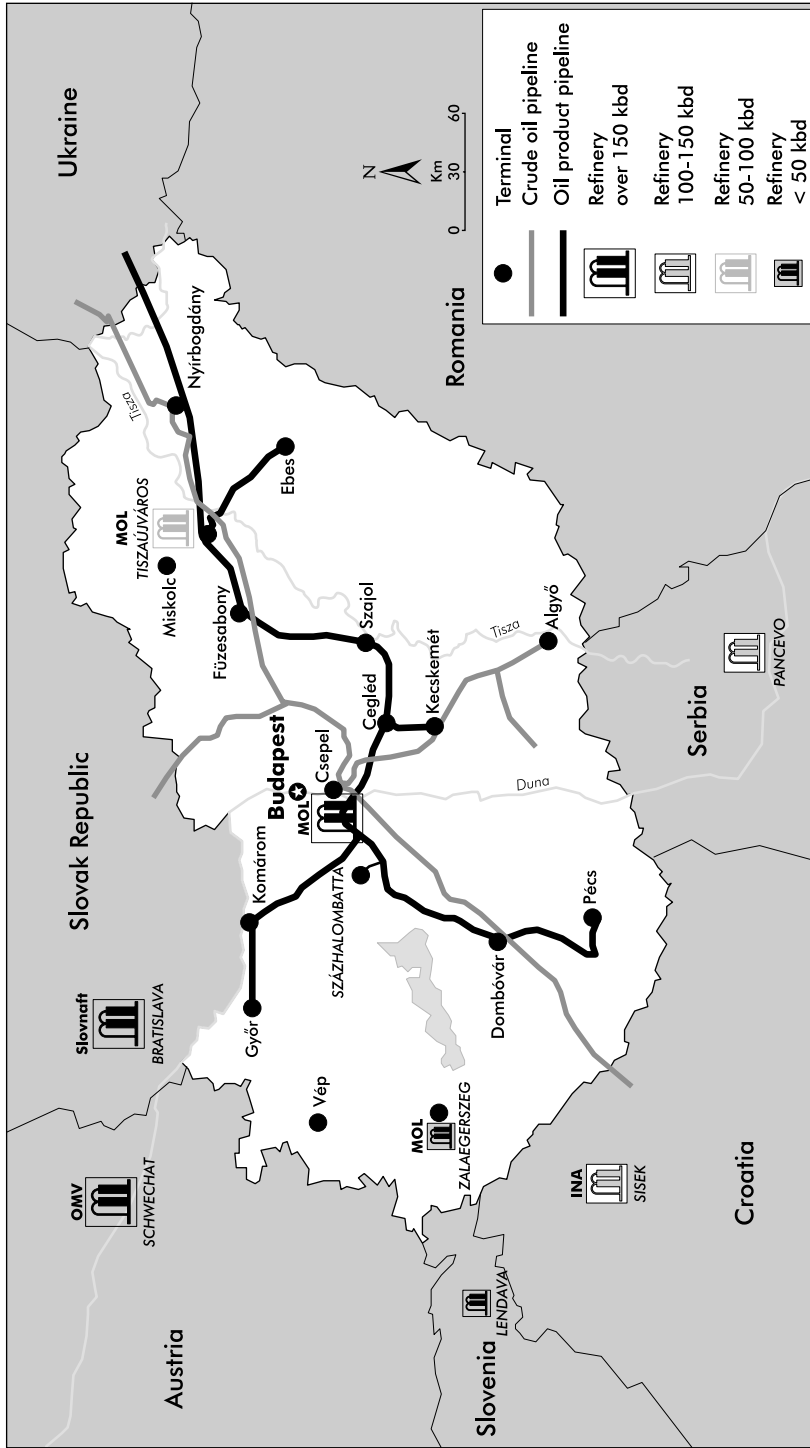 Ukraine
Slovak Republic
Slovnaft
BRATISLAVA
OMV
SCHWECHAT
Austria
Tisza
Nyírbogdány
MOL
TISZAÚJVÁROS
Miskolc
Ebes
Füzesabony
Budapest
MOL
Csepel
Komárom
Győr
Vép
SZÁZHALOMBATTA
Szajol
Cegléd
Kecskemét
Tisza
Algyő
Duna
Dombóvár
Pécs
MOL
ZALAEGERSZEG
Slovenia
LENDAVA
INA
SISEK
Croatia
Serbia
PANCEVO
Romania
N
Km
0 30 60
Terminal
Crude oil pipeline
Oil product pipeline
Refinery
over 150 kbd
Refinery
100-150 kbd
Refinery
50-100 kbd
Refinery
< 50 kbd